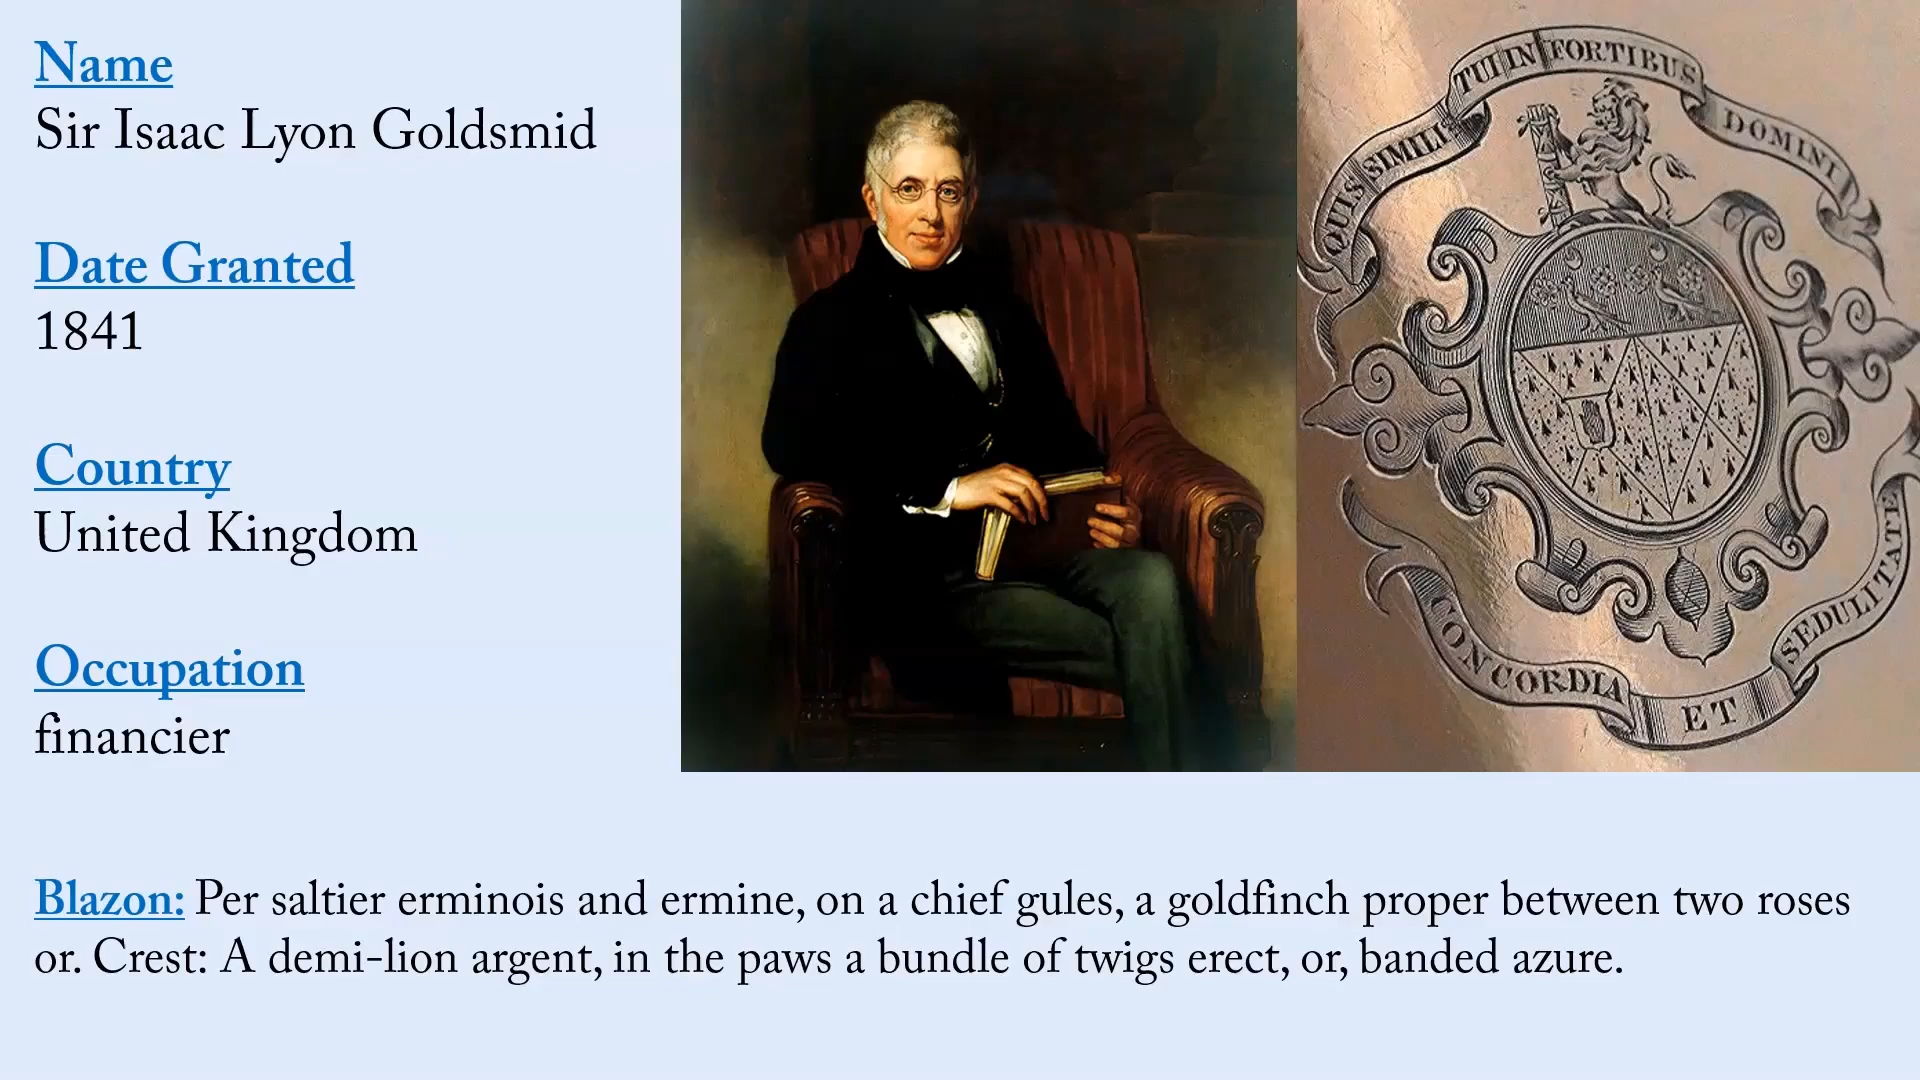 Name
Sir Isaac Lyon Goldsmid
Date Granted
1841
Country
United Kingdom
Occupation
financier
QUIS SIMILIS TUI IN FORTIBUS DOMINI
CONCORDIA ET SEDULITATE
Blazon: Per saltier erminois and ermine, on a chief gules, a goldfinch proper between two roses
or. Crest: A demi-lion argent, in the paws a bundle of twigs erect, or, banded azure.